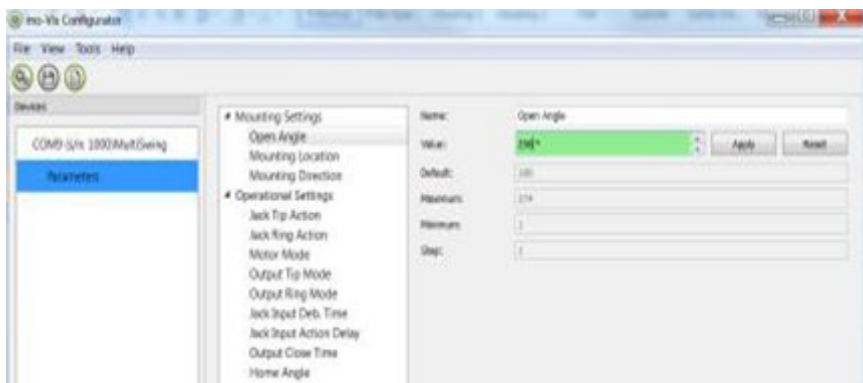 mo-Vis Configurator
File View Tools Help
Devices
COM9 (s/n 1000)MultiSwing
Parameters
Mounting Settings
Open Angle
Mounting Location
Mounting Direction
Operational Settings
Jack Tip Action
Jack Ring Action
Motor Mode
Output Tip Mode
Output Ring Mode
Jack Input Deb. Time
Jack Input Action Delay
Output Close Time
Home Angle
Name: Open Angle
Value: Apply Reset
Default:
Maximum:
Minimum:
Step: 1